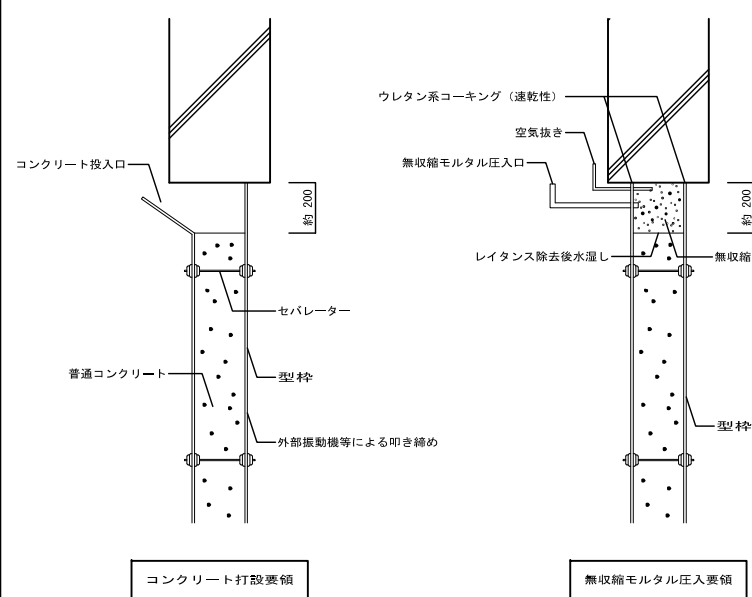 コンクリート投入口
約 200
セパレーター
普通コンクリート
型枠
外部振動機等による叩き締め
コンクリート打設要領
ウレタン系コーキング（速乾性）
空気抜き
無収縮モルタル圧入口
約 200
レイタンス除去後水湿し
無収縮
型枠
無収縮モルタル圧入要領